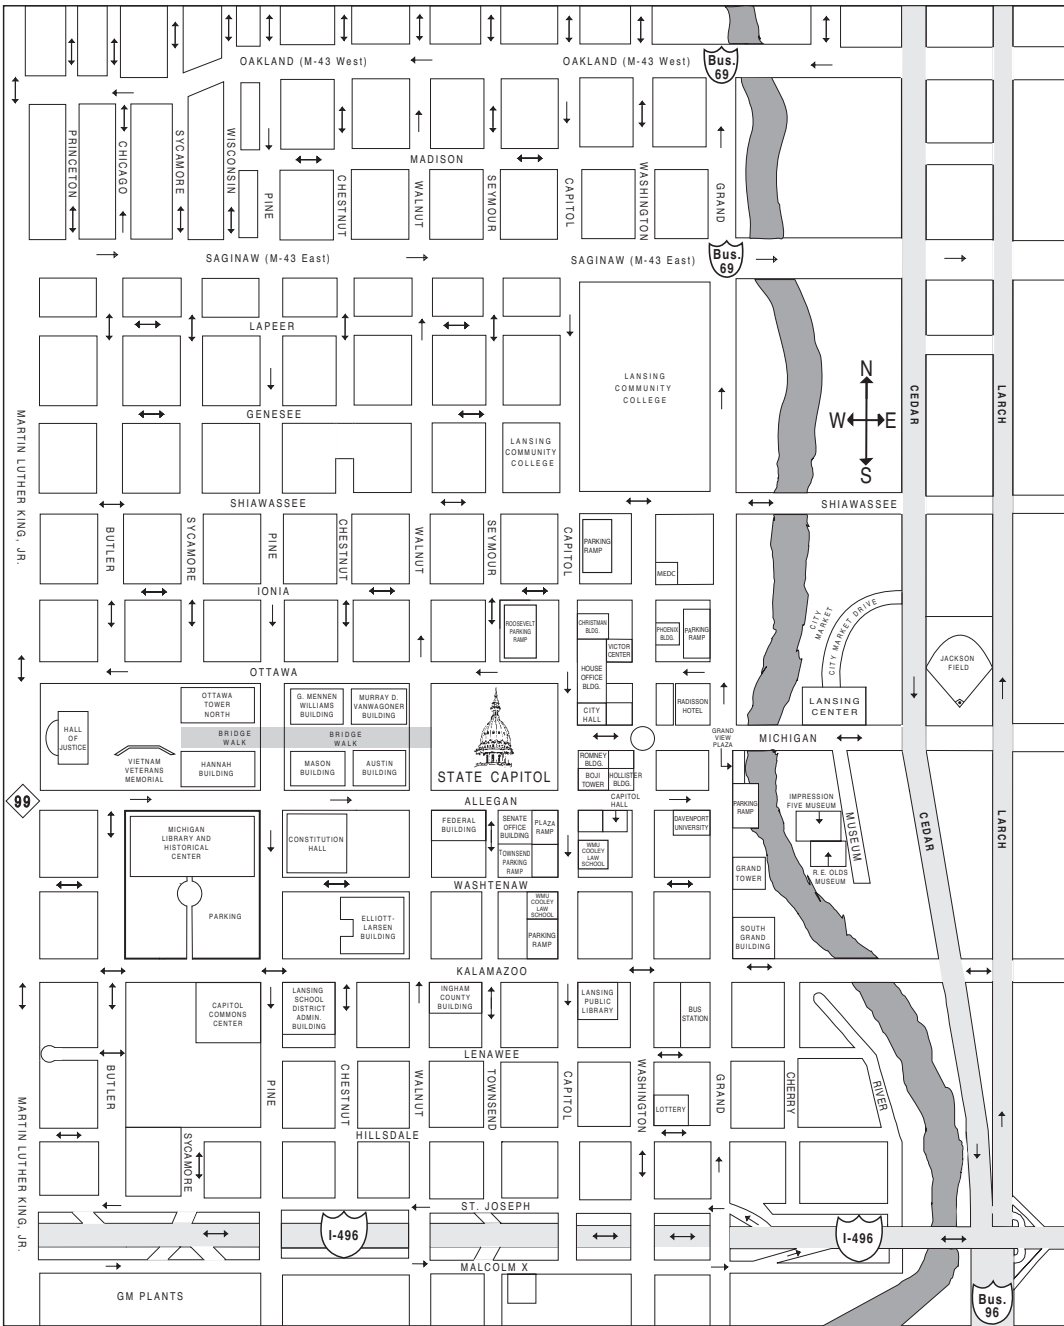 OAKLAND (M-43 West)
OAKLAND (M-43 West)
Bus.
69
PRINCETON
CHICAGO
SYCAMORE
WISCONSIN
PINE
MADISON
CHESTNUT
WALNUT
SEYMOUR
CAPITOL
WASHINGTON
GRAND
SAGINAW (M-43 East)
SAGINAW (M-43 East)
Bus.
69
LAPEER
LANSING
COMMUNITY
COLLEGE
N
W
E
S
CEDAR
LARCH
GENESEE
MARTIN LUTHER KING, JR.
LANSING
COMMUNITY
COLLEGE
SHIAWASSEE
SHIAWASSEE
BUTLER
SYCAMORE
PINE
CHESTNUT
WALNUT
SEYMOUR
CAPITOL
PARKING
RAMP
MEDC
IONIA
CITY
MARKET
CITY MARKET DRIVE
ROOSEVELT
PARKING
RAMP
CHRISTMAN
BLDG.
VICTOR
CENTER
PHOENIX
BLDG.
PARKING
RAMP
HOUSE
OFFICE
BLDG.
JACKSON
FIELD
OTTAWA
OTTAWA
TOWER
NORTH
G. MENNEN
WILLIAMS
BUILDING
MURRAY D.
VANWAGONER
BUILDING
CITY
HALL
RADISSON
HOTEL
LANSING
CENTER
HALL
OF
JUSTICE
BRIDGE
WALK
BRIDGE
WALK
GRAND
VIEW
PLAZA
MICHIGAN
VIETNAM
VETERANS
MEMORIAL
HANNAH
BUILDING
MASON
BUILDING
AUSTIN
BUILDING
STATE CAPITOL
ROMNEY
BLDG.
BOJI
TOWER
HOLLISTER
BLDG.
99
ALLEGAN
CAPITOL
HALL
PARKING
RAMP
IMPRESSION
FIVE MUSEUM
MUSEUM
CEDAR
LARCH
MICHIGAN
LIBRARY AND
HISTORICAL
CENTER
CONSTITUTION
HALL
FEDERAL
BUILDING
SENATE
OFFICE
BUILDING
PLAZA
RAMP
DAVENPORT
UNIVERSITY
TOWNSEND
PARKING
RAMP
WMU
COOLEY
LAW
SCHOOL
GRAND
TOWER
R.E. OLDS
MUSEUM
WASHTENAW
PARKING
ELLIOTT-
LARSEN
BUILDING
WMU
COOLEY
LAW
SCHOOL
PARKING
RAMP
SOUTH
GRAND
BUILDING
KALAMAZOO
CAPITOL
COMMONS
CENTER
LANSING
SCHOOL
DISTRICT
ADMIN.
BUILDING
INGHAM
COUNTY
BUILDING
LANSING
PUBLIC
LIBRARY
BUS
STATION
LENAWEE
BUTLER
PINE
CHESTNUT
WALNUT
TOWNSEND
CAPITOL
WASHINGTON
GRAND
CHERRY
RIVER
MARTIN LUTHER KING, JR.
LOTTERY
HILLSDALE
SYCAMORE
ST. JOSEPH
I-496
I-496
MALCOLM X
GM PLANTS
Bus.
96